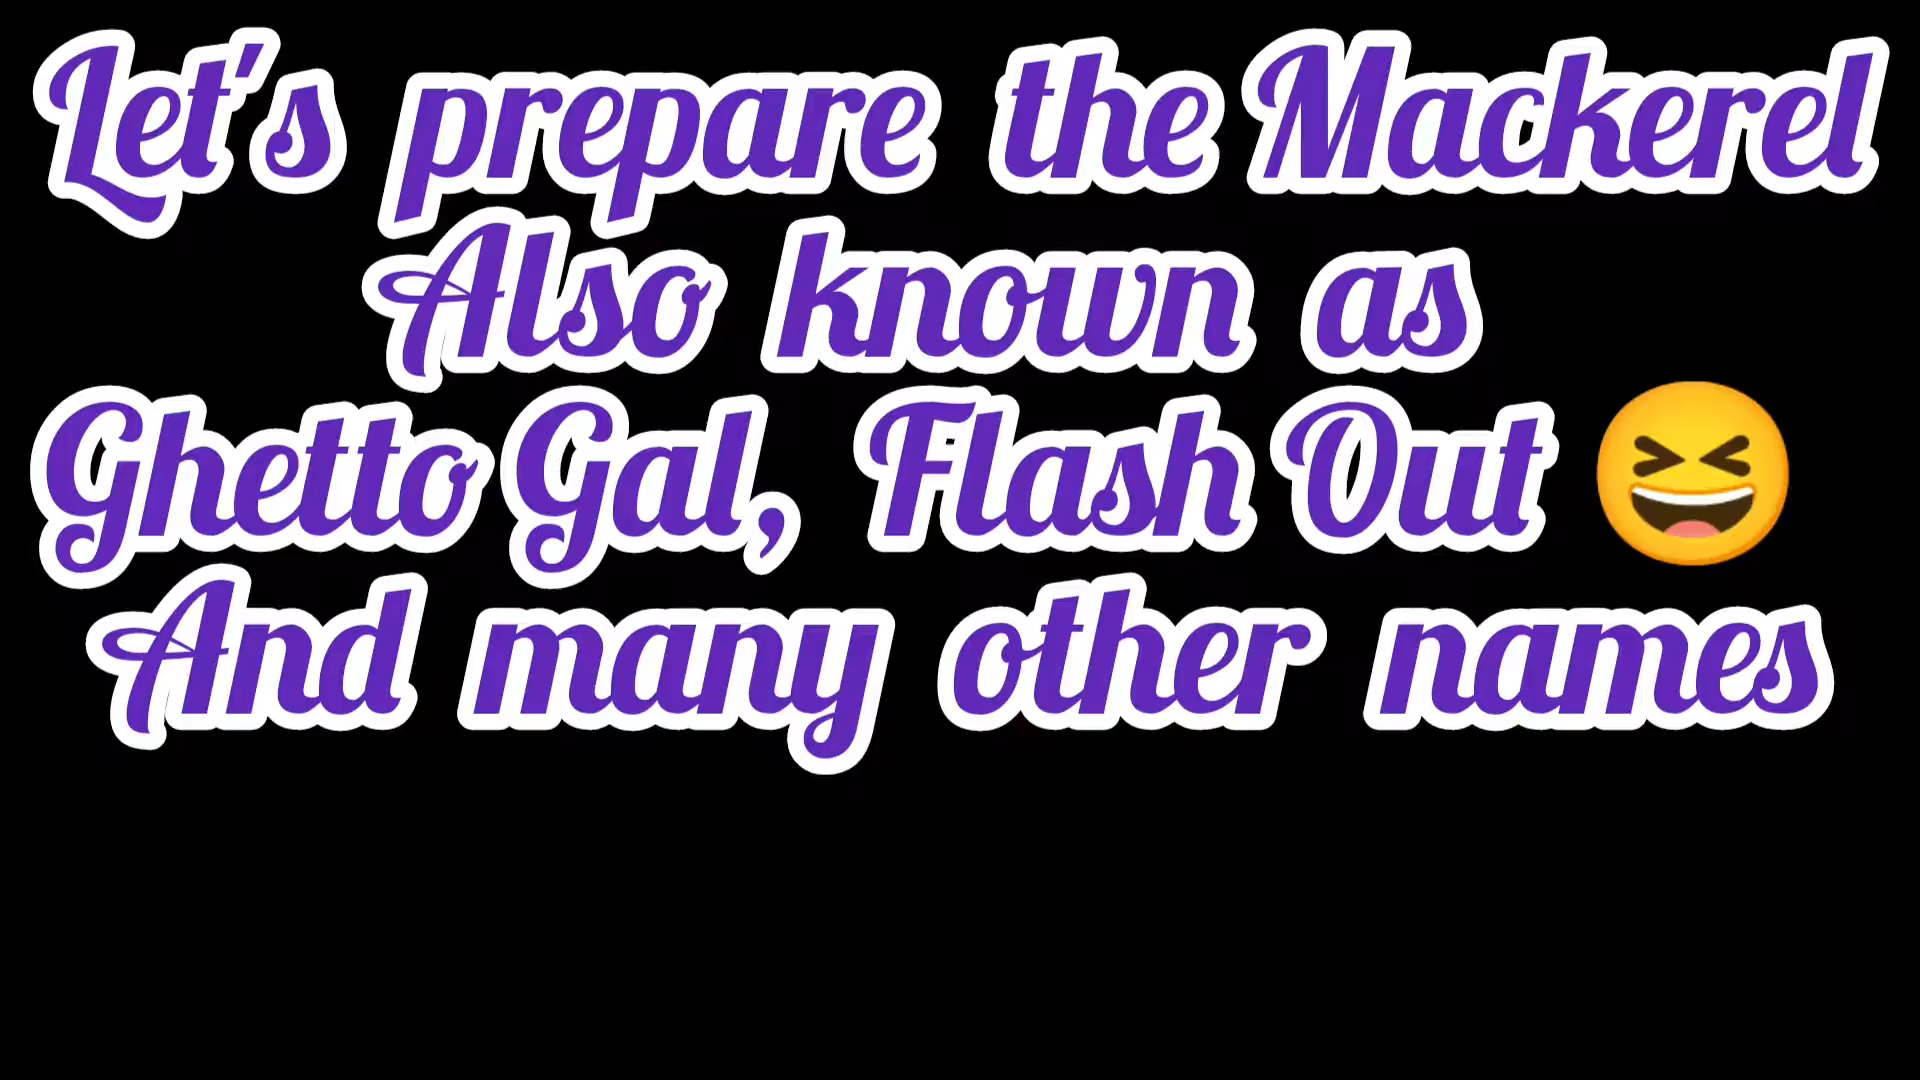 Let's prepare the Mackerel
Also known as
Ghetto Gal, Flash Out 😆
And many other names